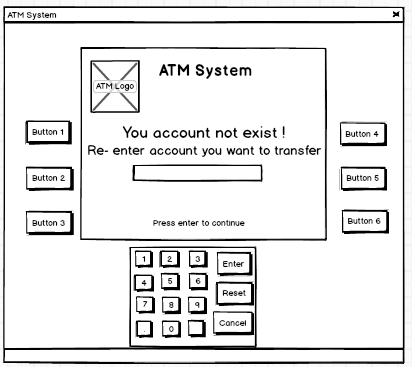 ATM System
ATM Logo
ATM System
You account not exist !
Re- enter account you want to transfer
Press enter to continue
Button 1
Button 2
Button 3
Button 4
Button 5
Button 6
1 2 3 Enter
4 5 6
7 8 9 Reset
. 0 Cancel